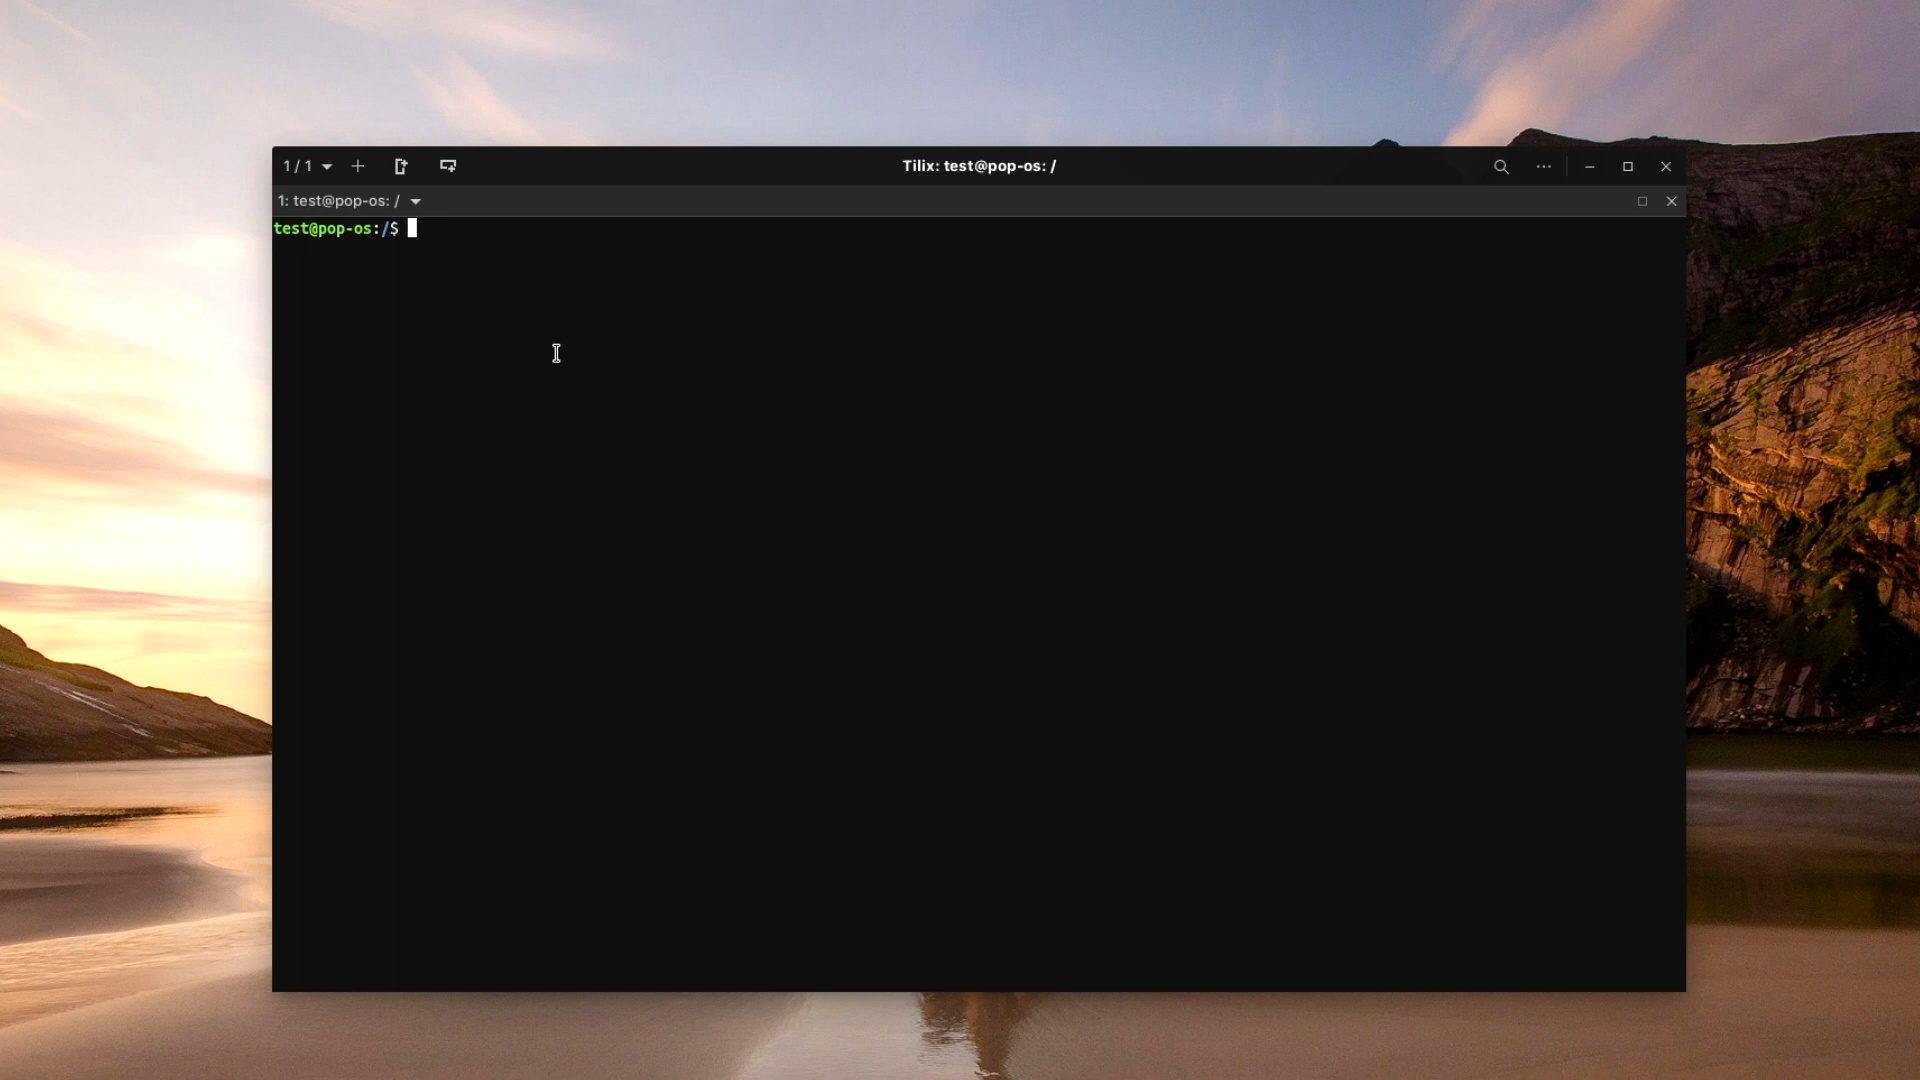 1 / 1
Tilix: test@pop-os: /
1: test@pop-os: /
test@pop-os:/$